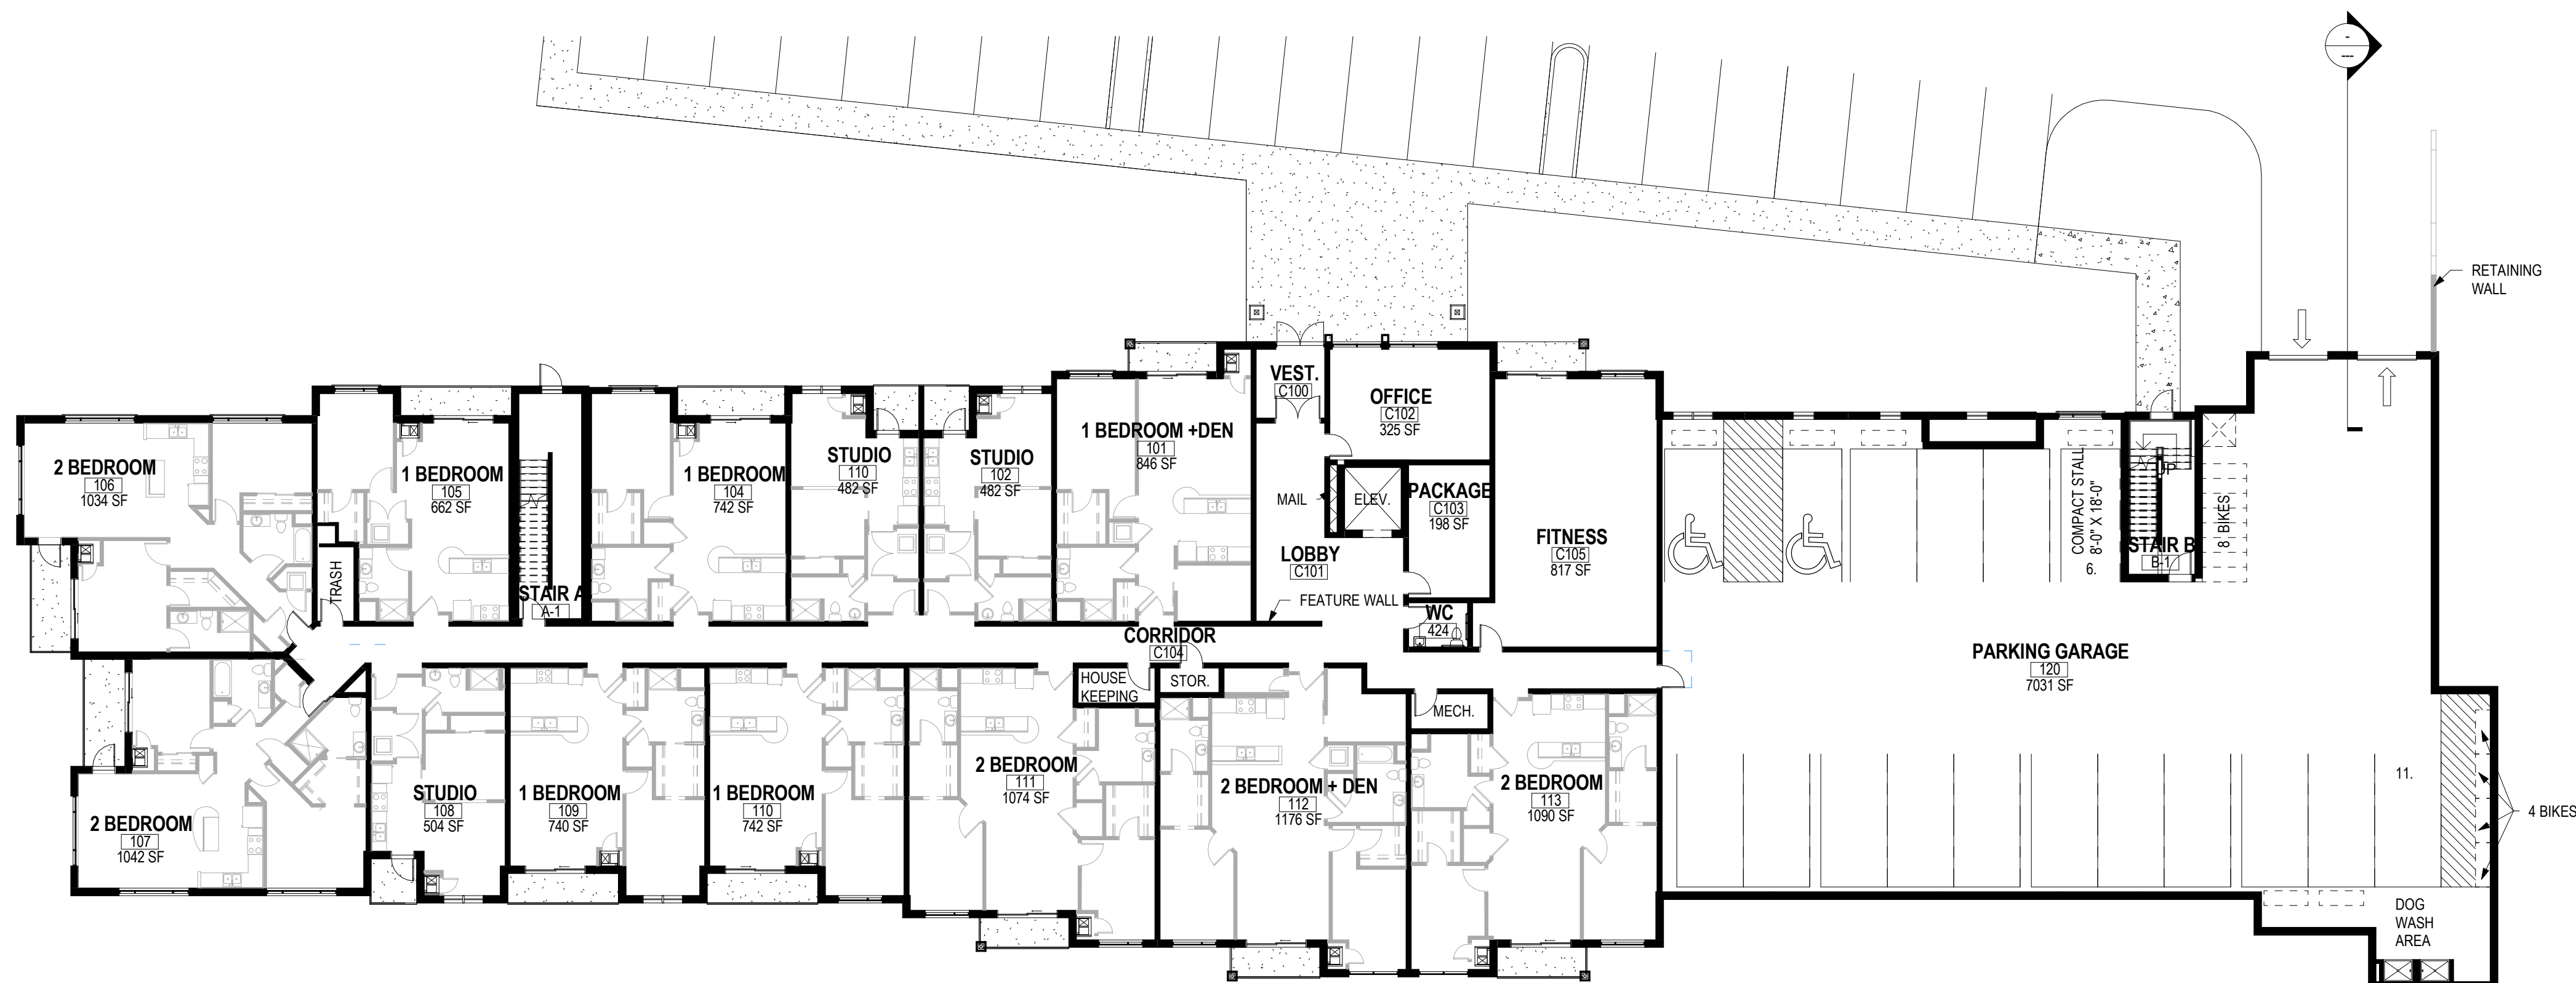 -
---
RETAINING
WALL
2 BEDROOM
106
1034 SF
1 BEDROOM
105
662 SF
TRASH
STAIR A
A-1
1 BEDROOM
104
742 SF
STUDIO
110
482 SF
STUDIO
102
482 SF
1 BEDROOM +DEN
101
846 SF
VEST.
C100
OFFICE
C102
325 SF
MAIL
ELEV.
PACKAGE
C103
198 SF
LOBBY
C101
FEATURE WALL
WC
424
FITNESS
C105
817 SF
COMPACT STALL
8'-0" X 18'-0"
6.
UP
STAIR B
B-1
8 BIKES
CORRIDOR
C104
PARKING GARAGE
120
7031 SF
2 BEDROOM
107
1042 SF
STUDIO
108
504 SF
1 BEDROOM
109
740 SF
1 BEDROOM
110
742 SF
HOUSE
KEEPING
STOR.
2 BEDROOM
111
1074 SF
2 BEDROOM + DEN
112
1176 SF
MECH.
2 BEDROOM
113
1090 SF
11.
4 BIKES
DOG
WASH
AREA